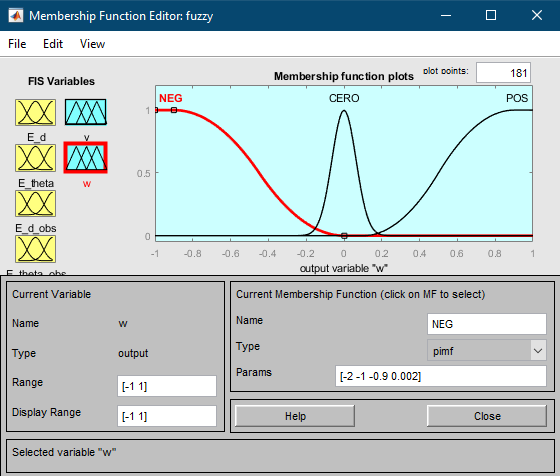 Membership Function Editor: fuzzy
File Edit View
FIS Variables
Membership function plots
plot points:
181
NEG
CERO
POS
1
0.5
0
-1 -0.8 -0.6 -0.4 -0.2 0 0.2 0.4 0.6 0.8 1
output variable "w"
E_d
v
E_theta
w
E_d_obs
E_theta_obs
Current Variable
Name w
Type output
Range [-1 1]
Display Range [-1 1]
Current Membership Function (click on MF to select)
Name NEG
Type pimf
Params [-2 -1 -0.9 0.002]
Help Close
Selected variable "w"